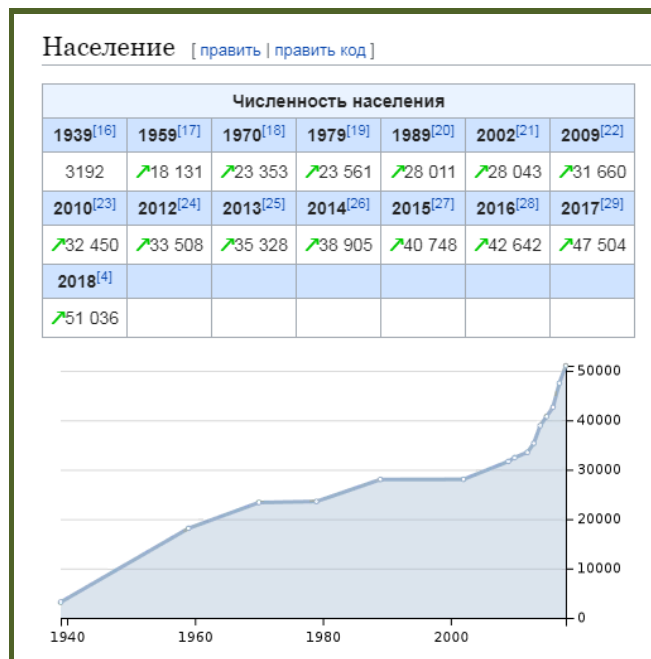 Население [ править | править код ]
Численность населения
1939[16] 1959[17] 1970[18] 1979[19] 1989[20] 2002[21] 2009[22]
3192 ↗18 131 ↗23 353 ↗23 561 ↗28 011 ↗28 043 ↗31 660
2010[23] 2012[24] 2013[25] 2014[26] 2015[27] 2016[28] 2017[29]
↗32 450 ↗33 508 ↗35 328 ↗38 905 ↗40 748 ↗42 642 ↗47 504
2018[4]
↗51 036
50000
40000
30000
20000
10000
0
1940 1960 1980 2000